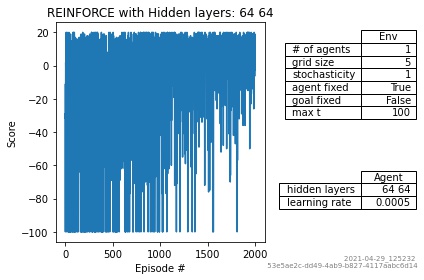 REINFORCE with Hidden layers: 64 64
20
0
−20
−40
−60
−80
−100
Score
0 500 1000 1500 2000
Episode #
Env
# of agents 1
grid size 5
stochasticity 1
agent fixed True
goal fixed False
max t 100
Agent
hidden layers 64 64
learning rate 0.0005
2021-04-29_125232
53e5ae2c-dd49-4ab9-b827-4117aabc6d14